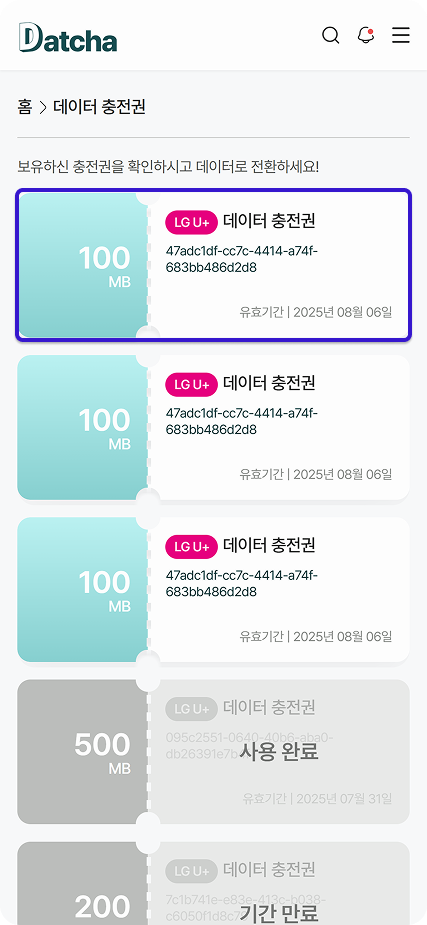 Datcha
홈 > 데이터 충전권
보유하신 충전권을 확인하시고 데이터로 전환하세요!
100
MB
LG U+ 데이터 충전권
47adc1df-cc7c-4414-a74f-
683bb486d2d8
유효기간 | 2025년 08월 06일
100
MB
LG U+ 데이터 충전권
47adc1df-cc7c-4414-a74f-
683bb486d2d8
유효기간 | 2025년 08월 06일
100
MB
LG U+ 데이터 충전권
47adc1df-cc7c-4414-a74f-
683bb486d2d8
유효기간 | 2025년 08월 06일
500
MB
LG U+ 데이터 충전권
095c2551-0640-40b6-aba0-
사용 완료
유효기간 | 2025년 07월 31일
200
LG U+ 데이터 충전권
7c1b741e-e83e-413c-b038-
기간 만료